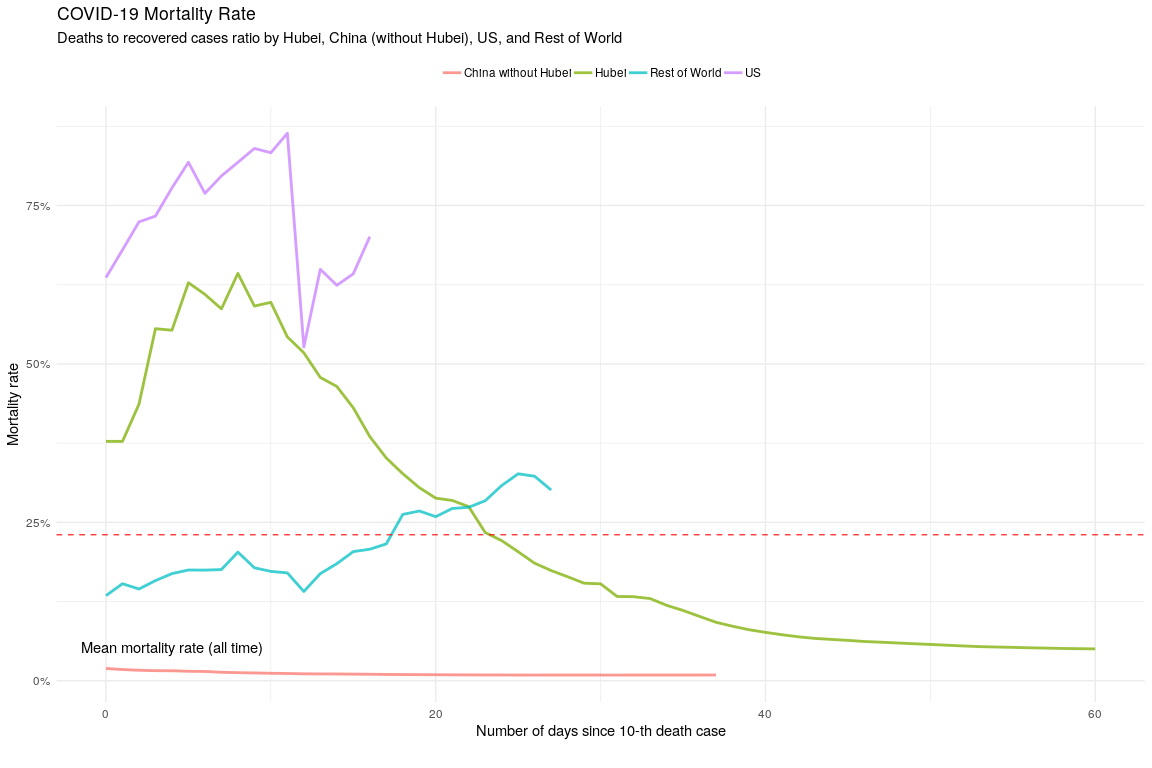 COVID-19 Mortality Rate
Deaths to recovered cases ratio by Hubei, China (without Hubei), US, and Rest of World
China without Hubei Hubei Rest of World US
75%
50%
25%
0%
Mortality rate
Mean mortality rate (all time)
0 20 40 60
Number of days since 10-th death case